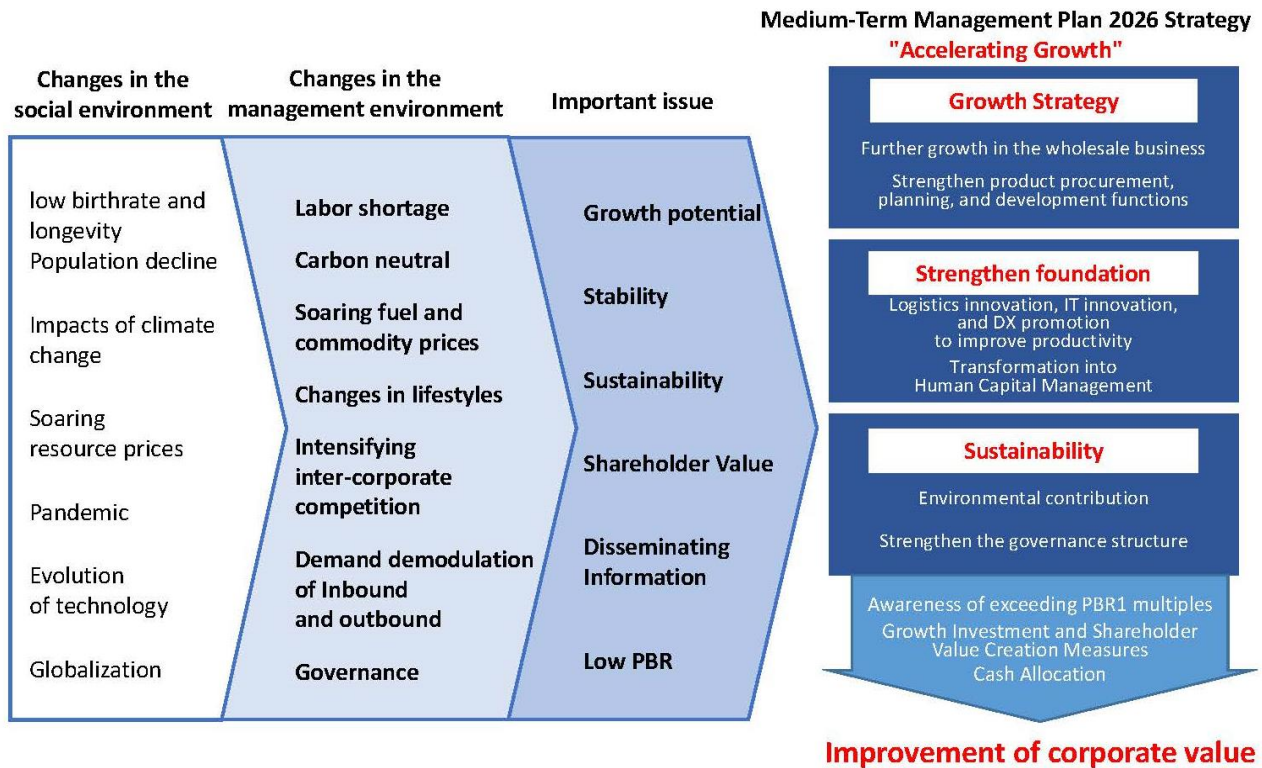 Medium-Term Management Plan 2026 Strategy
"Accelerating Growth"
Changes in the
social environment
low birthrate and
longevity
Population decline
Impacts of climate
change
Soaring
resource prices
Pandemic
Evolution
of technology
Globalization
Changes in the
management environment
Labor shortage
Carbon neutral
Soaring fuel and
commodity prices
Changes in lifestyles
Intensifying
inter-corporate
competition
Demand demodulation
of Inbound
and outbound
Governance
Important issue
Growth potential
Stability
Sustainability
Shareholder Value
Disseminating
Information
Low PBR
Growth Strategy
Further growth in the wholesale business
Strengthen product procurement,
planning, and development functions
Strengthen foundation
Logistics innovation, IT innovation,
and DX promotion
to improve productivity
Transformation into
Human Capital Management
Sustainability
Environmental contribution
Strengthen the governance structure
Awareness of exceeding PBR1 multiples
Growth Investment and Shareholder
Value Creation Measures
Cash Allocation
Improvement of corporate value